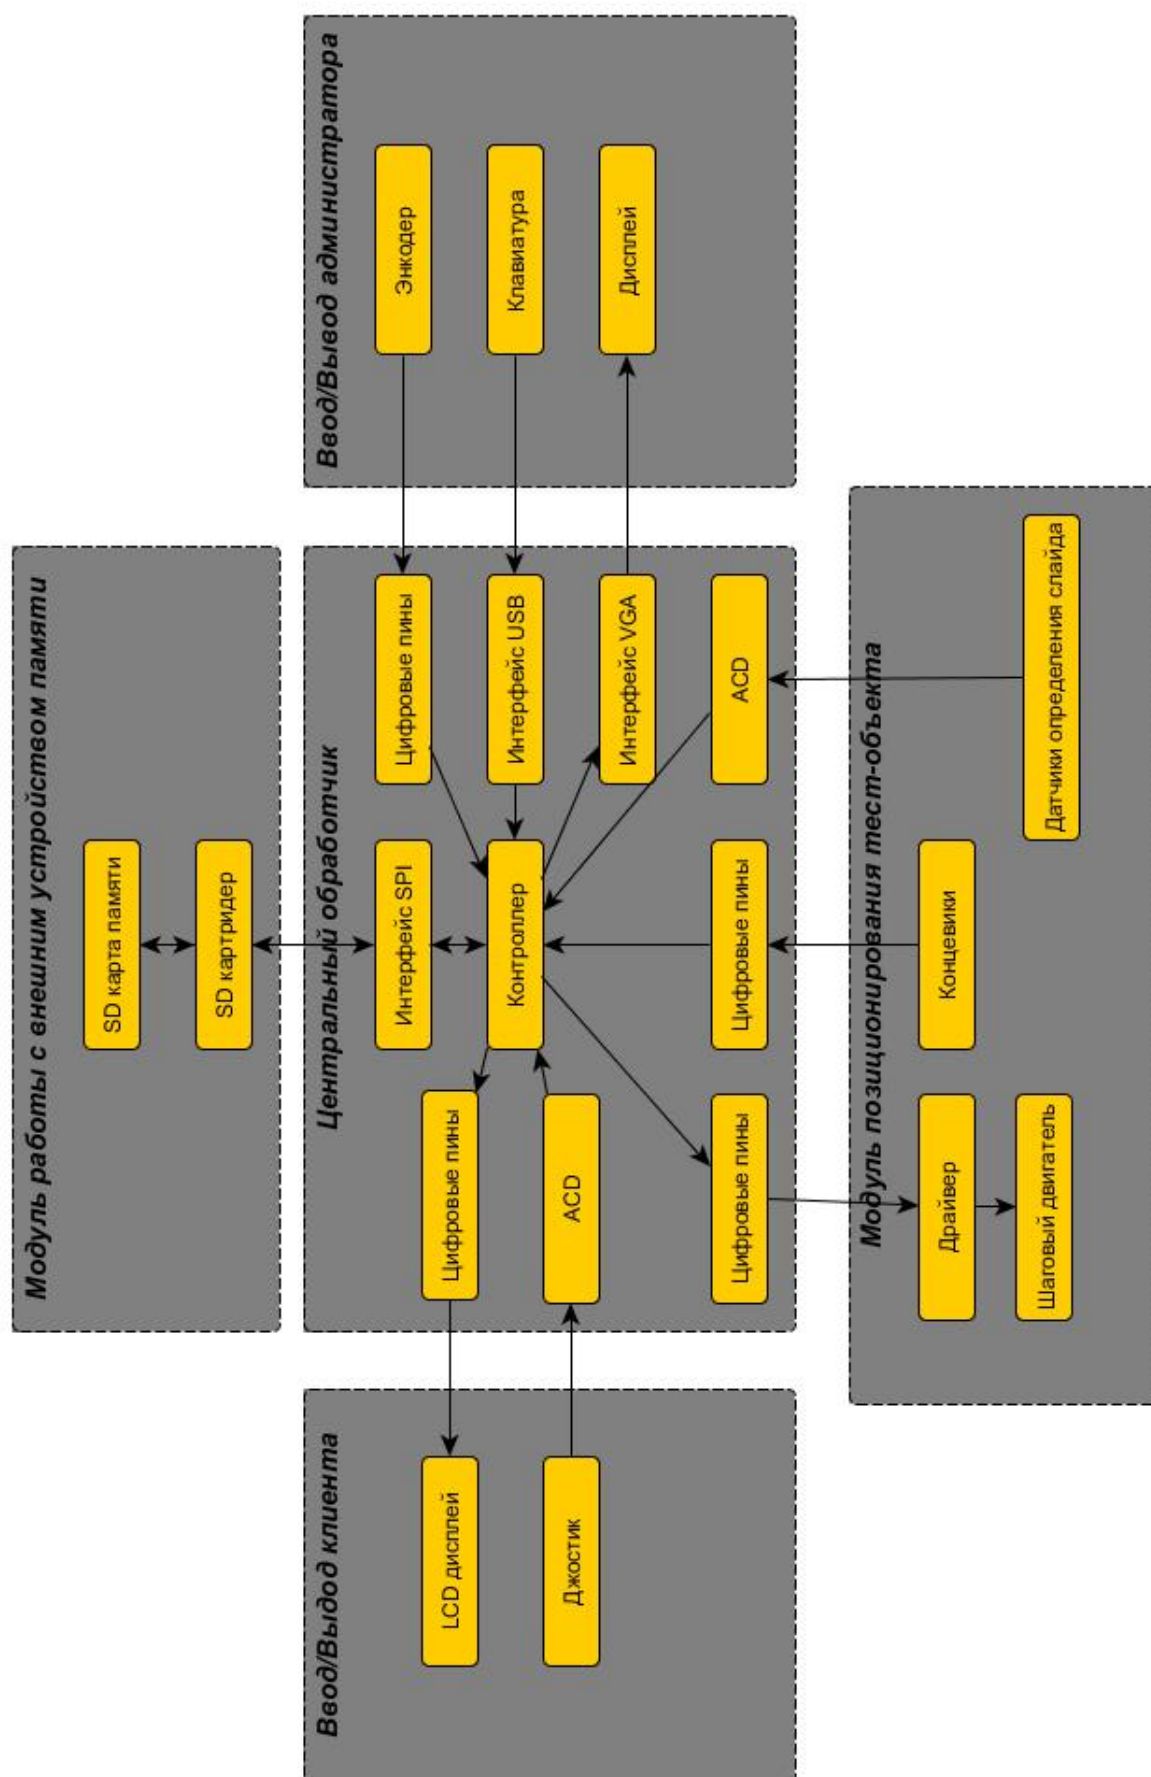 Модуль работы с внешним устройством памяти
SD карта памяти
SD картридер
Ввод/Выдод клиента
LCD дисплей
Джостик
Центральный обработчик
Цифровые пины
ACD
Цифровые пины
Интерфейс SPI
Контроллер
Цифровые пины
Цифровые пины
Интерфейс USB
Интерфейс VGA
ACD
Ввод/Вывод администратора
Энкодер
Клавиатура
Дисплей
Модуль позиционирования тест-объекта
Драйвер
Шаговый двигатель
Концевики
Датчики определения слайда